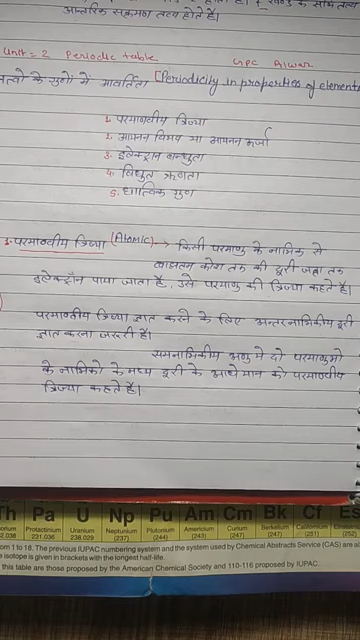 आन्तरिक संक्रमण तत्व होते है।
Unit = 2 Periodic table GPC Alwar
तत्वो के गुणो में आवर्तिता [Periodicity in properties of elements
1. परमाण्वीय त्रिज्या
2. आयनन विभव या आयनन ऊर्जा
3. इलेक्ट्रान बन्धुता
4. विद्युत ऋणता
5. धात्विक गुण
1. परमाण्वीय त्रिज्या (Atomic) → किसी परमाणु के नाभिक से
बाह्यतम कोश तक की दूरी जहा तक
इलेक्ट्रॉन पाया जाता है, उसे परमाणु की त्रिज्या कहते है।
परमाण्वीय त्रिज्या ज्ञात करने के लिए अन्तरनाभिकीय दूरी
ज्ञात करना जरूरी है।
समनाभिकीय अणु मे दो परमाणुओ
के नाभिको के मध्य दूरी के आधे मान को परमाण्वीय
त्रिज्या कहते है।
Th Pa U Np Pu Am Cm Bk Cf Es
Protactinium Uranium Neptunium Plutonium Americium Curium Berkelium Californium
231.036 238.029 (237) (244) (243) (247) (247) (251) (252)
om 1 to 18. The previous IUPAC numbering system and the system used by Chemical Abstracts Service (CAS) are
isotope is given in brackets with the longest half-life.
this table are those proposed by the American Chemical Society and 110-116 proposed by IUPAC.